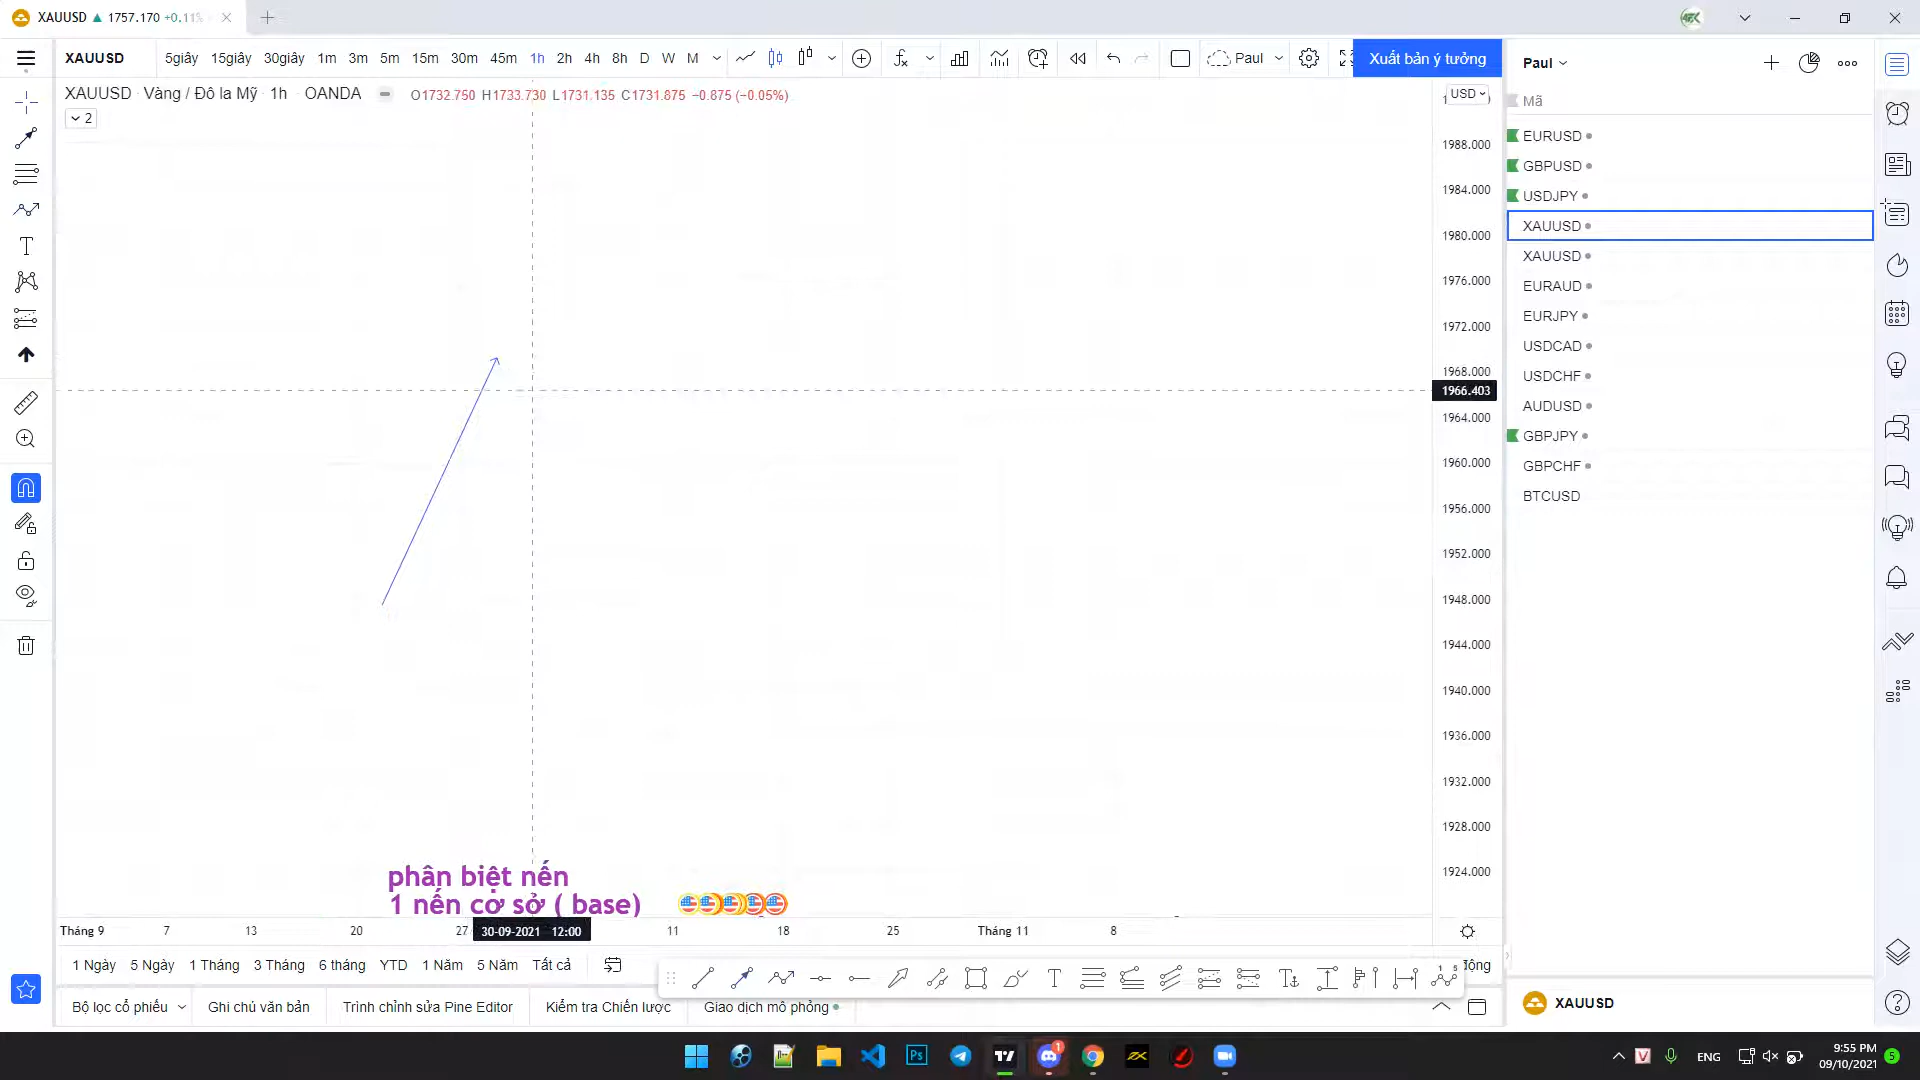 XAUUSD ▲ 1757.170 +0.11%
XAUUSD 5giây 15giây 30giây 1m 3m 5m 15m 30m 45m 1h 2h 4h 8h D W M Paul Xuất bản ý tưởng
XAUUSD · Vàng / Đô la Mỹ · 1h · OANDA O1732.750 H1733.730 L1731.135 C1731.875 −0.875 (−0.05%)
2
USD
1988.000
1984.000
1980.000
1976.000
1972.000
1968.000
1966.403
1964.000
1960.000
1956.000
1952.000
1948.000
1944.000
1940.000
1936.000
1932.000
1928.000
1924.000
phân biệt nến
1 nến cơ sở ( base)
Tháng 9 7 13 20 27 30-09-2021 12:00 11 18 25 Tháng 11 8
1 Ngày 5 Ngày 1 Tháng 3 Tháng 6 tháng YTD 1 Năm 5 Năm Tất cả động
Bộ lọc cổ phiếu Ghi chú văn bản Trình chỉnh sửa Pine Editor Kiểm tra Chiến lược Giao dịch mô phỏng
Paul
Mã
EURUSD
GBPUSD
USDJPY
XAUUSD
XAUUSD
EURAUD
EURJPY
USDCAD
USDCHF
AUDUSD
GBPJPY
GBPCHF
BTCUSD
XAUUSD
ENG
9:55 PM
09/10/2021
5